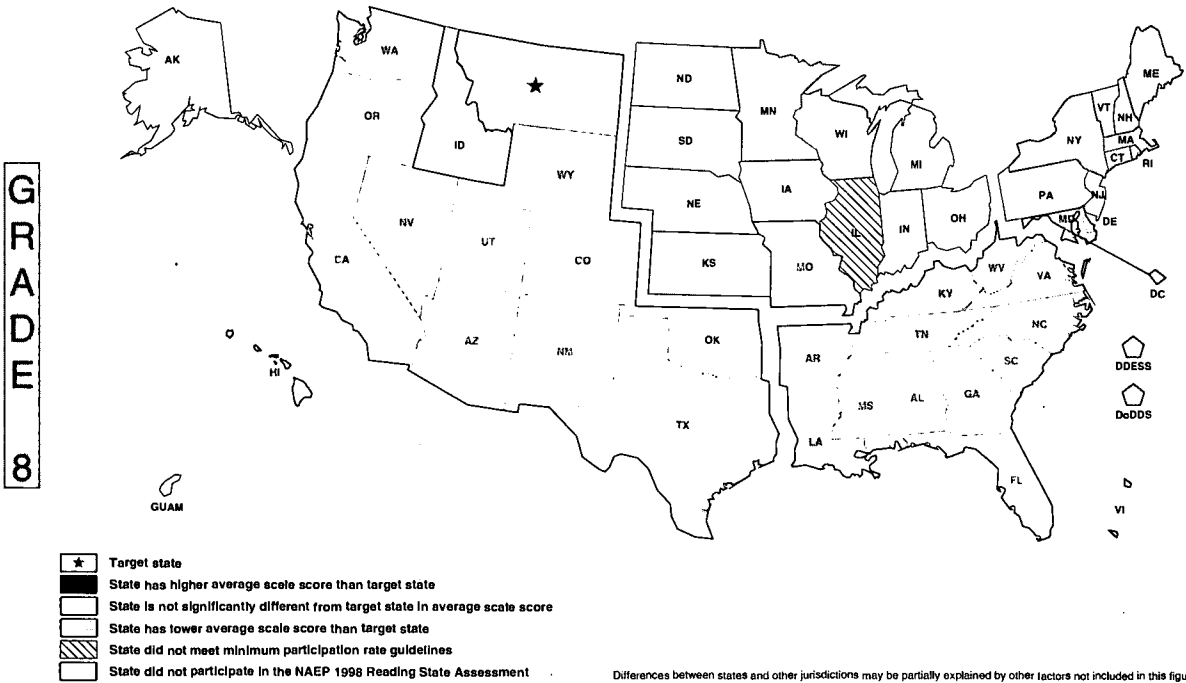 GRADE 8
AK
WA
ND
MN
ME
VT
NH
OR
ID
SD
WI
NY
MA
MI
CT
RI
WY
IA
PA
NJ
NE
OH
MD
DE
NV
UT
IL
IN
CA
CO
KS
MO
WV
VA
DC
KY
NC
TN
AZ
NM
OK
AR
SC
DDESS
HI
MS
AL
GA
DoDDS
TX
LA
FL
GUAM
VI
Target state
State has higher average scale score than target state
State is not significantly different from target state in average scale score
State has lower average scale score than target state
State did not meet minimum participation rate guidelines
State did not participate in the NAEP 1998 Reading State Assessment
Differences between states and other jurisdictions may be partially explained by other factors not included in this figu